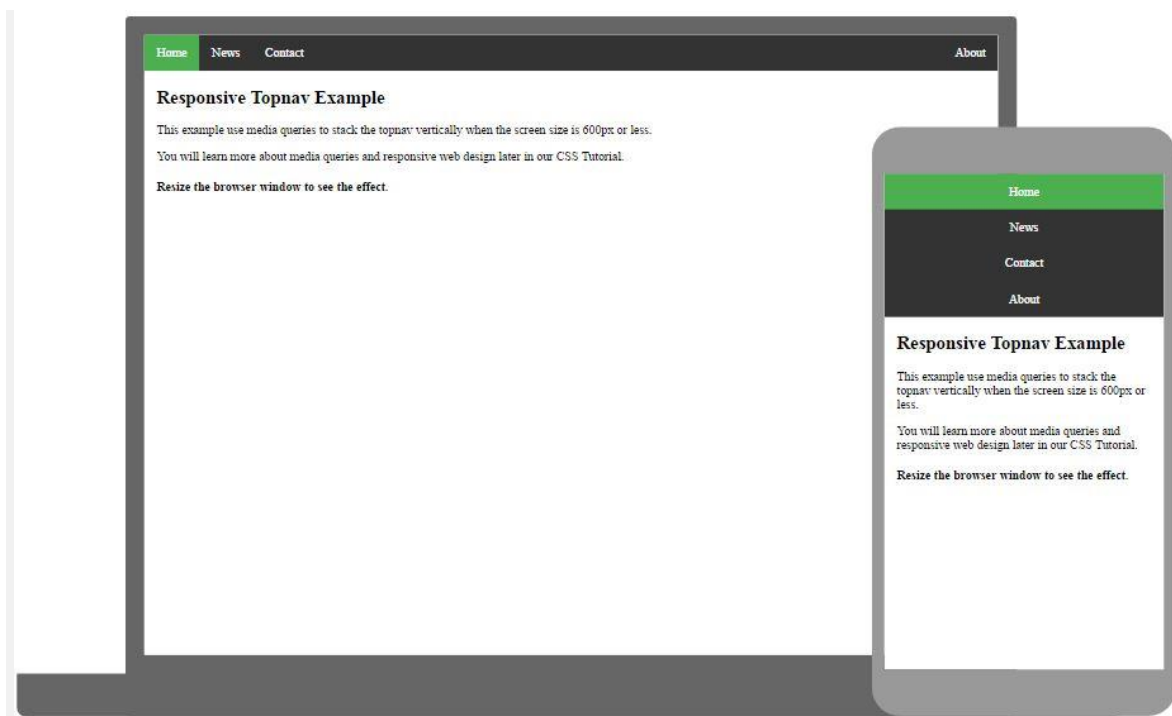 Home News Contact About
Responsive Topnav Example
This example use media queries to stack the topnav vertically when the screen size is 600px or less.
You will learn more about media queries and responsive web design later in our CSS Tutorial.
Resize the browser window to see the effect.
Home
News
Contact
About
Responsive Topnav Example
This example use media queries to stack the
topnav vertically when the screen size is 600px or
less.
You will learn more about media queries and
responsive web design later in our CSS Tutorial.
Resize the browser window to see the effect.